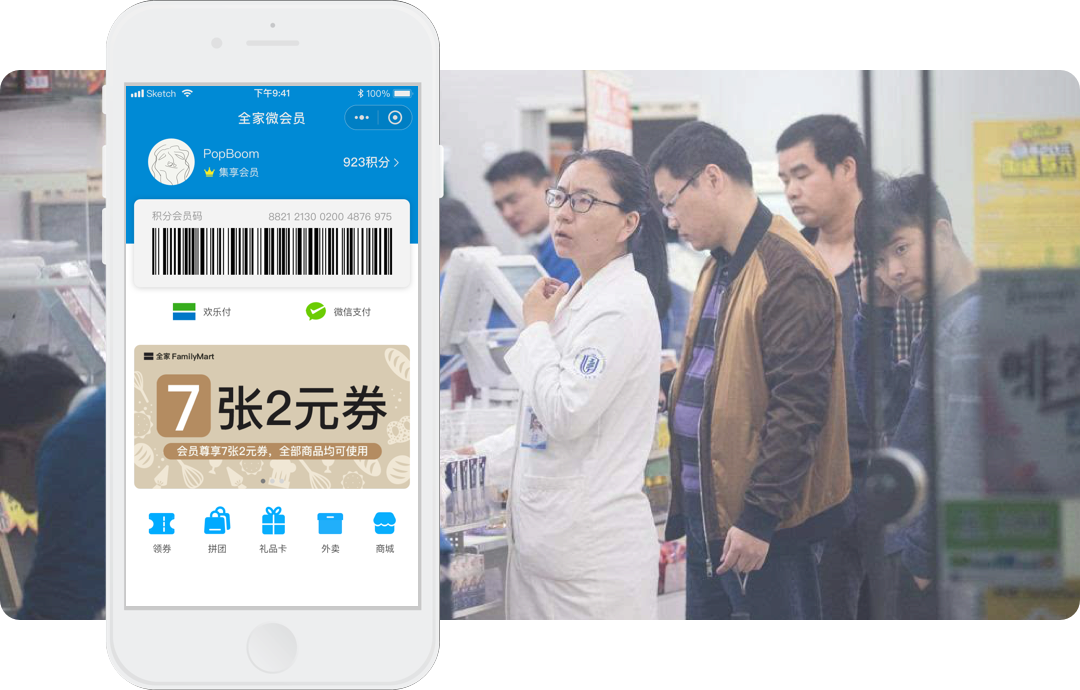 Sketch
下午9:41
100%
全家微会员
PopBoom
集享会员
923积分
积分会员码
8821 2130 0200 4876 975
欢乐付
微信支付
全家 FamilyMart
7张2元券
会员尊享7张2元券，全部商品均可使用
领券
拼团
礼品卡
外卖
商城